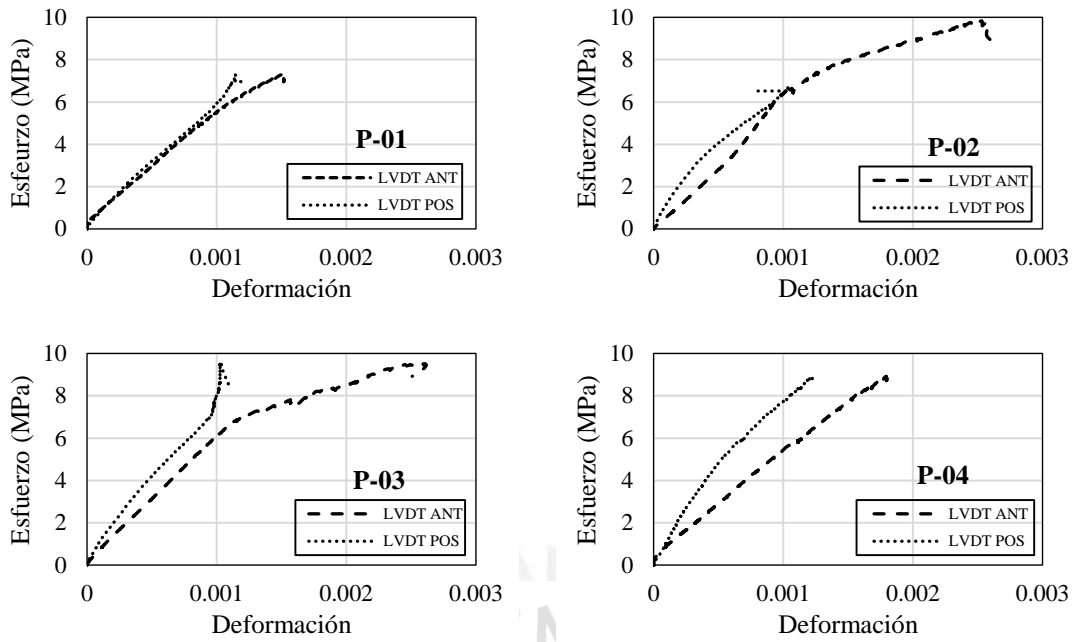 10
8
6
4
2
0
Esfeurzo (MPa)
P-01
LVDT ANT
LVDT POS
0 0.001 0.002 0.003
Deformación
10
8
6
4
2
0
Esfuerzo (MPa)
P-02
LVDT ANT
LVDT POS
0 0.001 0.002 0.003
Deformación
10
8
6
4
2
0
Esfuerzo (MPa)
P-03
LVDT ANT
LVDT POS
0 0.001 0.002 0.003
Deformación
10
8
6
4
2
0
Esfuerzo (MPa)
P-04
LVDT ANT
LVDT POS
0 0.001 0.002 0.003
Deformación